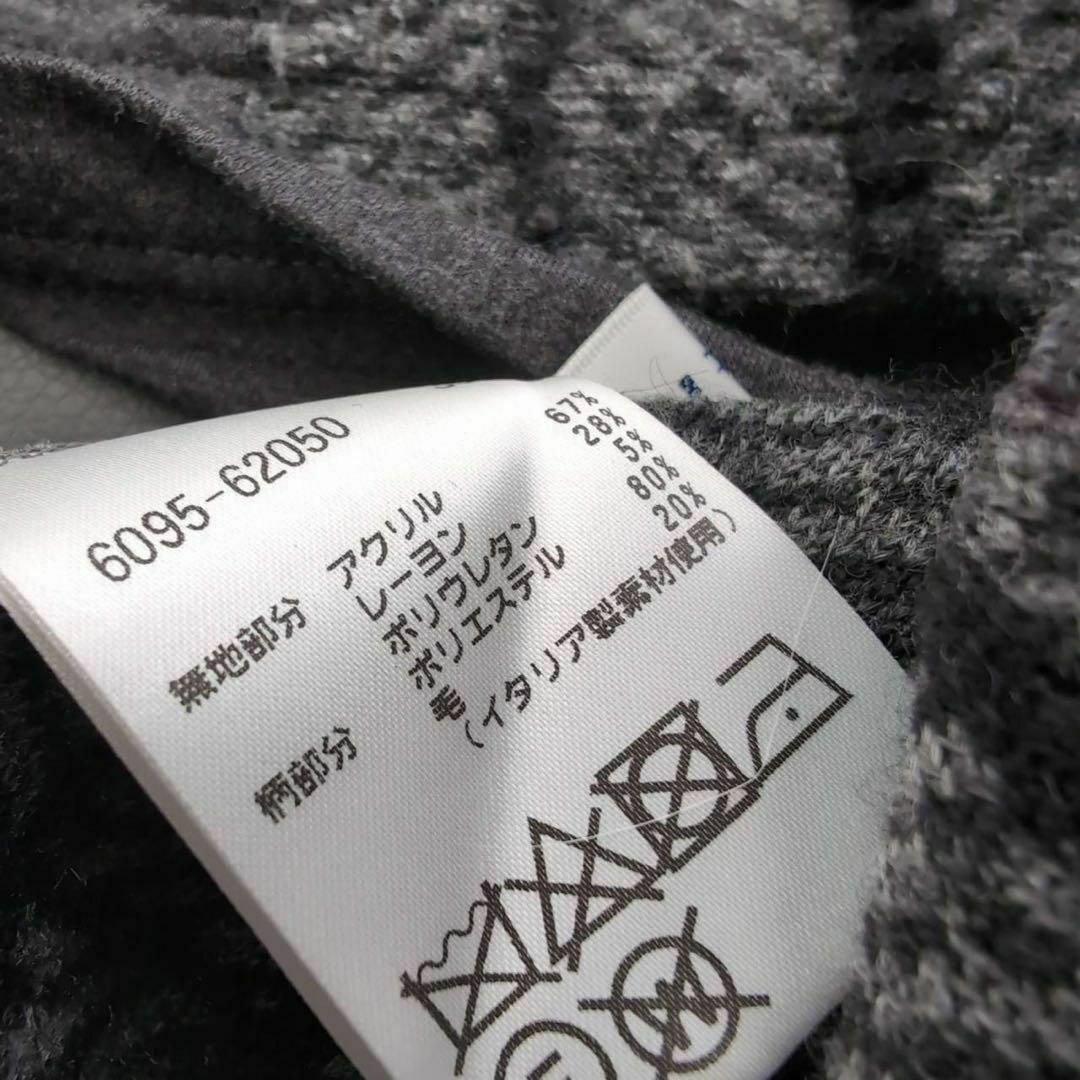 6095-62050
無地部分 アクリル 67%
レーヨン 28%
ポリウレタン 5%
柄部分 ポリエステル 80%
毛 20%
(イタリア製素材使用)
W